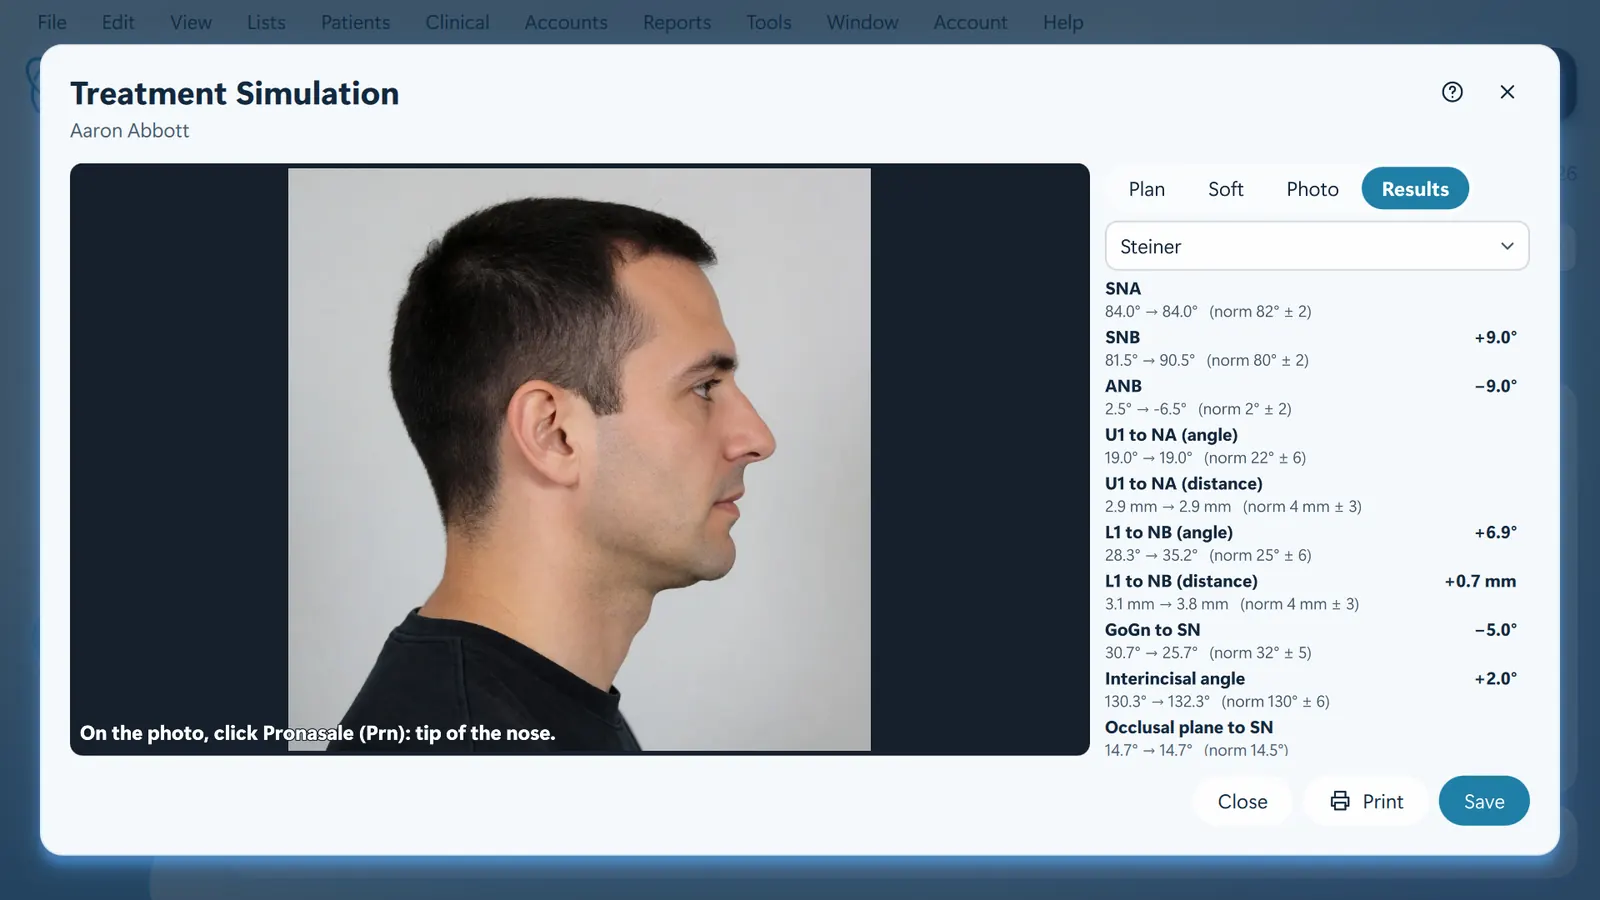 File Edit View Lists Patients Clinical Accounts Reports Tools Window Account Help
Treatment Simulation
Aaron Abbott
26
Plan Soft Photo Results
Steiner
SNA
84.0° → 84.0° (norm 82° ± 2)
SNB +9.0°
81.5° → 90.5° (norm 80° ± 2)
ANB −9.0°
2.5° → -6.5° (norm 2° ± 2)
U1 to NA (angle)
19.0° → 19.0° (norm 22° ± 6)
U1 to NA (distance)
2.9 mm → 2.9 mm (norm 4 mm ± 3)
L1 to NB (angle) +6.9°
28.3° → 35.2° (norm 25° ± 6)
L1 to NB (distance) +0.7 mm
3.1 mm → 3.8 mm (norm 4 mm ± 3)
GoGn to SN −5.0°
30.7° → 25.7° (norm 32° ± 5)
Interincisal angle +2.0°
130.3° → 132.3° (norm 130° ± 6)
Occlusal plane to SN
14.7° → 14.7° (norm 14.5°)
On the photo, click Pronasale (Prn): tip of the nose.
Close Print Save